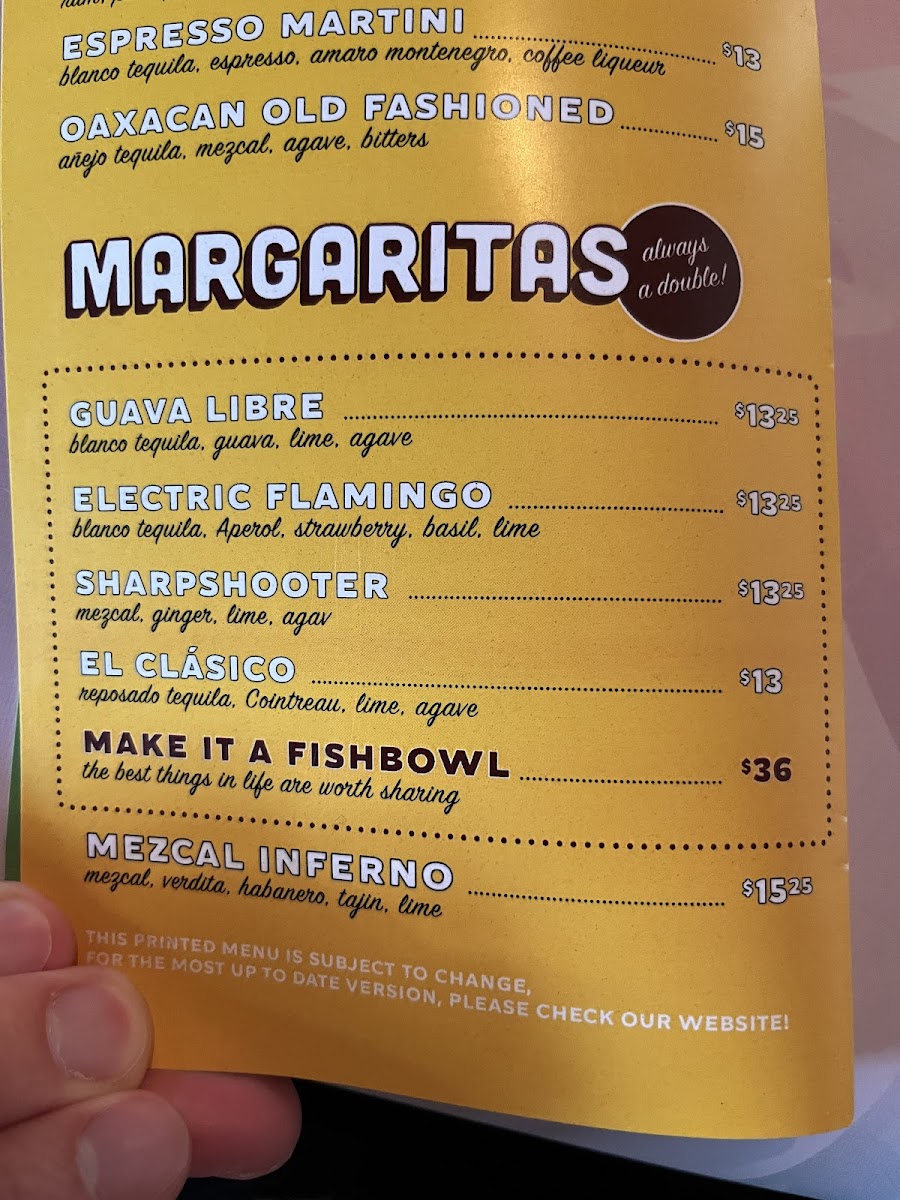 ESPRESSO MARTINI $13
blanco tequila, espresso, amaro montenegro, coffee liqueur
OAXACAN OLD FASHIONED $15
añejo tequila, mezcal, agave, bitters
MARGARITAS
always
a double!
GUAVA LIBRE $13 25
blanco tequila, guava, lime, agave
ELECTRIC FLAMINGO $13 25
blanco tequila, Aperol, strawberry, basil, lime
SHARPSHOOTER $13 25
mezcal, ginger, lime, agav
EL CLÁSICO $13
reposado tequila, Cointreau, lime, agave
MAKE IT A FISHBOWL $36
the best things in life are worth sharing
MEZCAL INFERNO $15 25
mezcal, verdita, habanero, tajin, lime
THIS PRINTED MENU IS SUBJECT TO CHANGE,
FOR THE MOST UP TO DATE VERSION, PLEASE CHECK OUR WEBSITE!